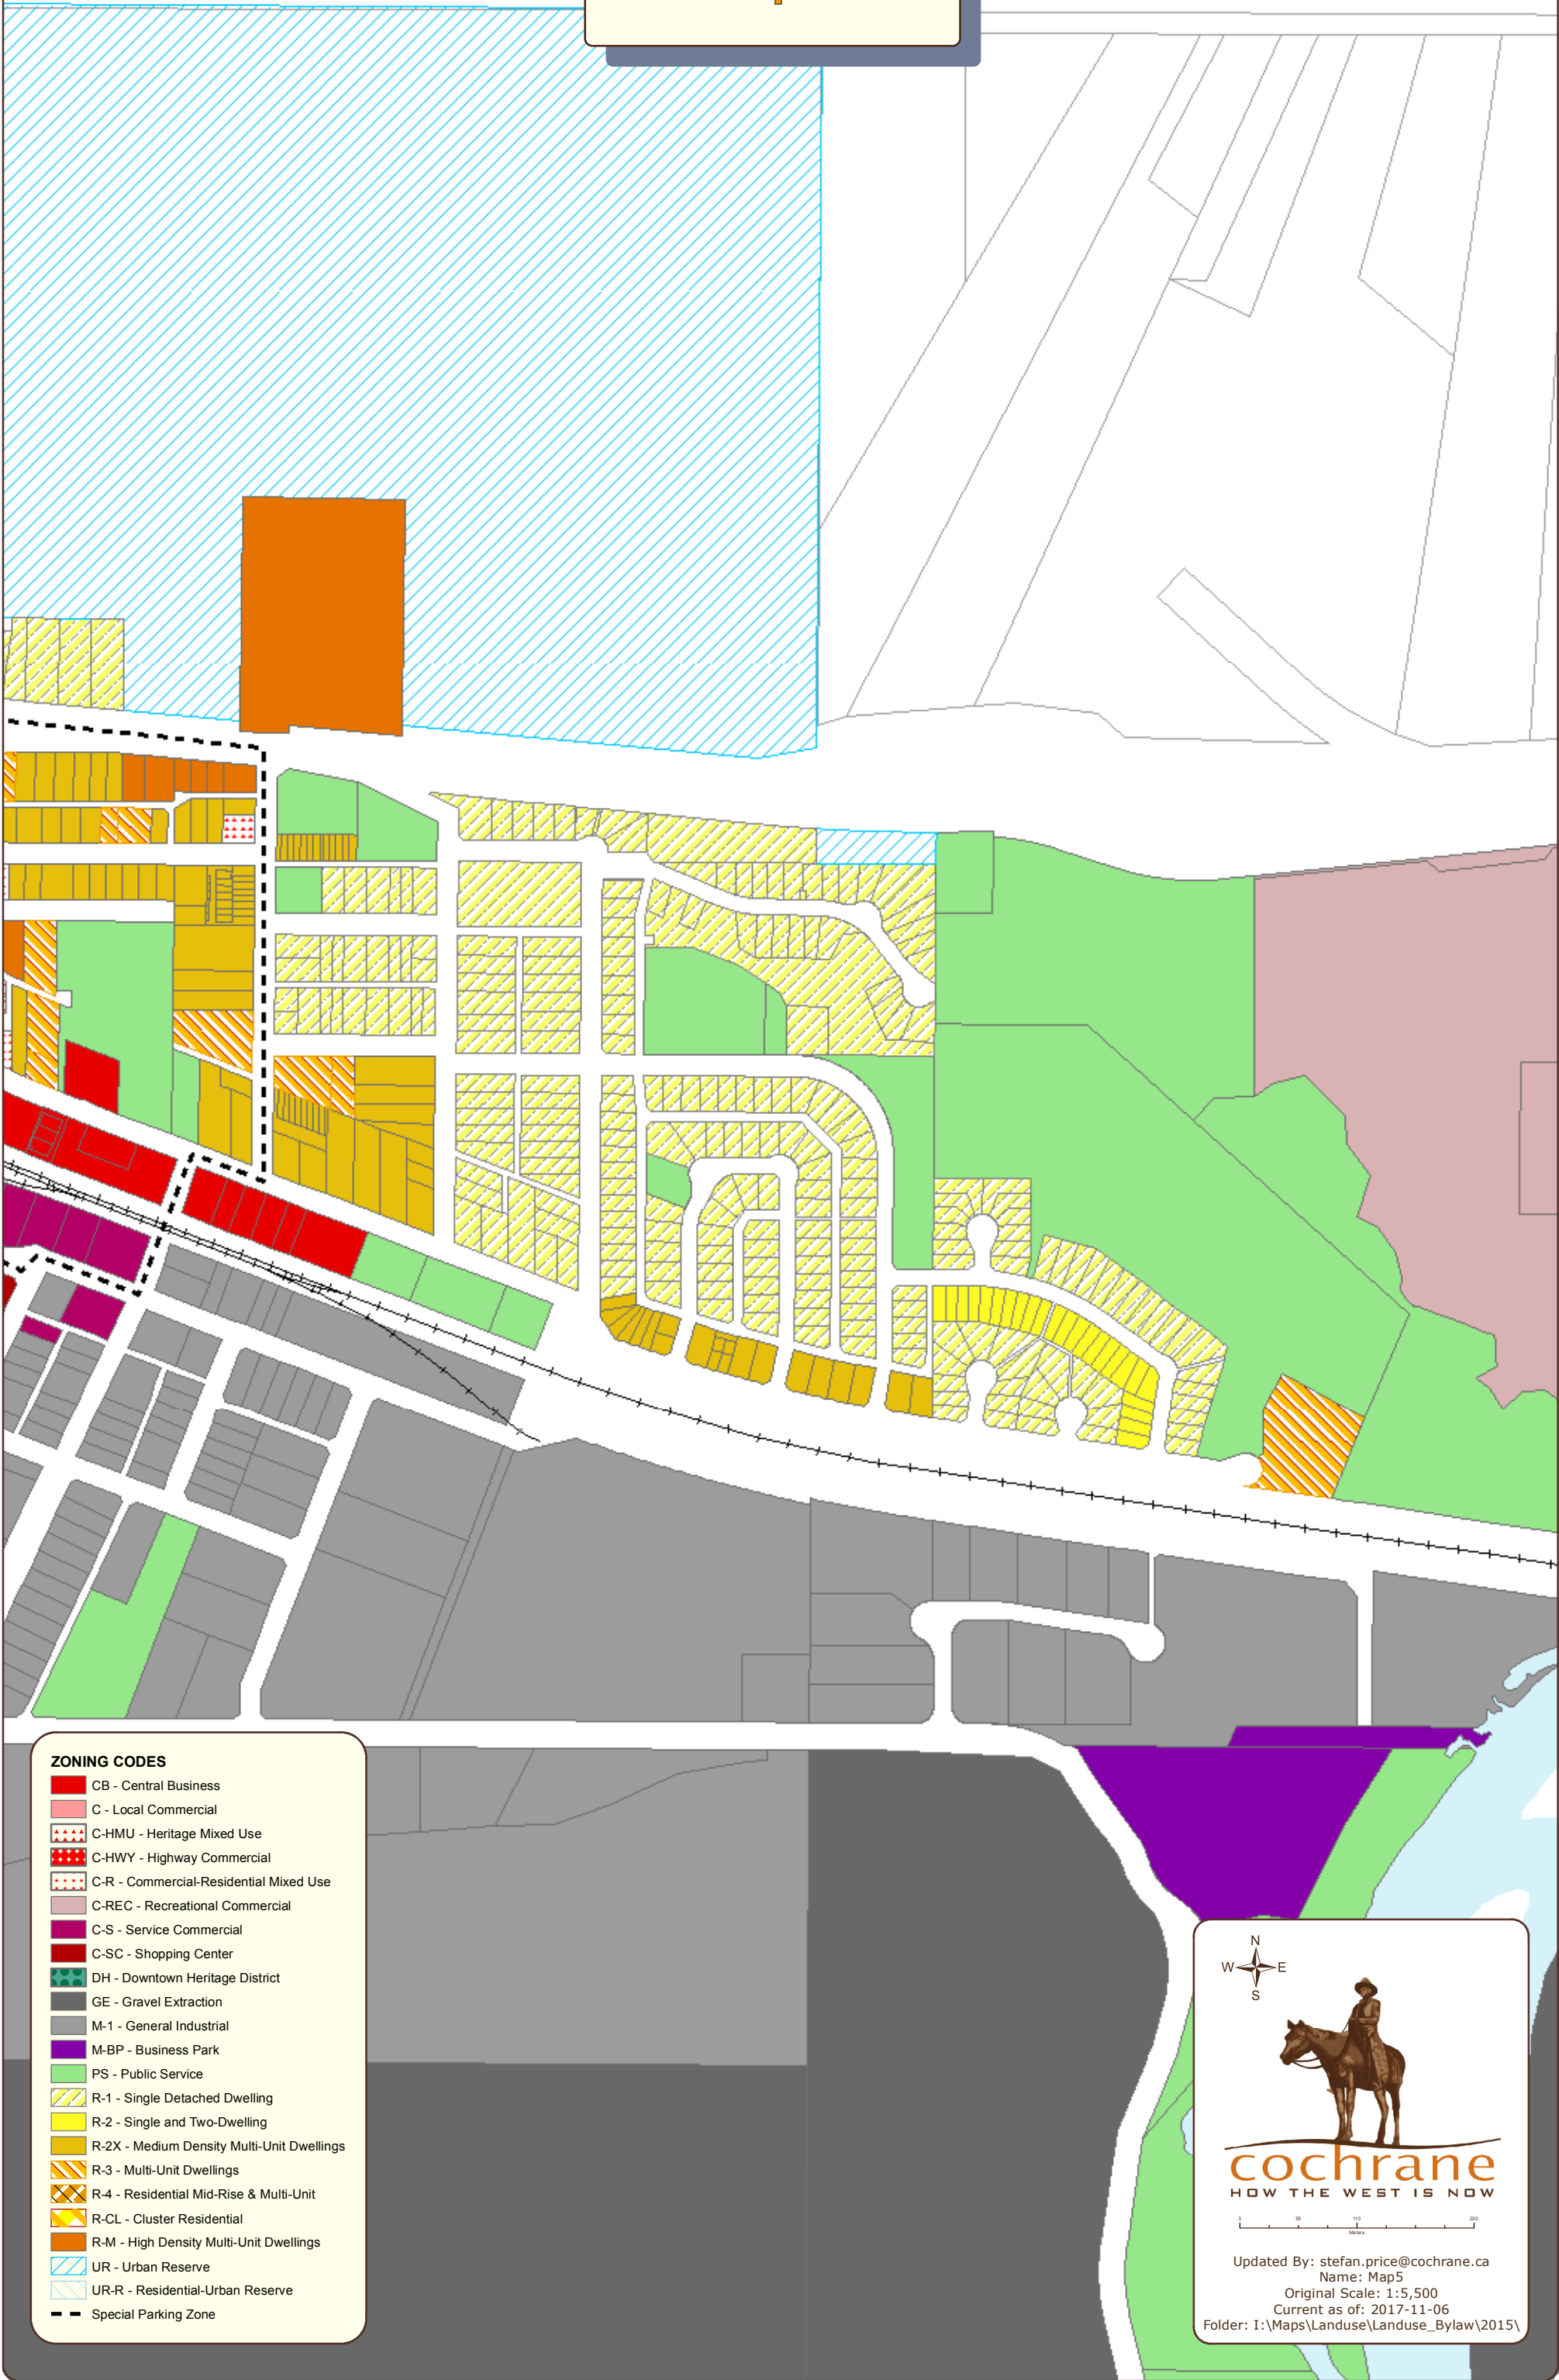 ZONING CODES
CB - Central Business
C - Local Commercial
C-HMU - Heritage Mixed Use
C-HWY - Highway Commercial
C-R - Commercial-Residential Mixed Use
C-REC - Recreational Commercial
C-S - Service Commercial
C-SC - Shopping Center
DH - Downtown Heritage District
GE - Gravel Extraction
M-1 - General Industrial
M-BP - Business Park
PS - Public Service
R-1 - Single Detached Dwelling
R-2 - Single and Two-Dwelling
R-2X - Medium Density Multi-Unit Dwellings
R-3 - Multi-Unit Dwellings
R-4 - Residential Mid-Rise & Multi-Unit
R-CL - Cluster Residential
R-M - High Density Multi-Unit Dwellings
UR - Urban Reserve
UR-R - Residential-Urban Reserve
Special Parking Zone
N
W E
S
cochrane
HOW THE WEST IS NOW
0 55 110 220
Meters
Updated By: stefan.price@cochrane.ca
Name: Map5
Original Scale: 1:5,500
Current as of: 2017-11-06
Folder: I:\Maps\Landuse\Landuse_Bylaw\2015\